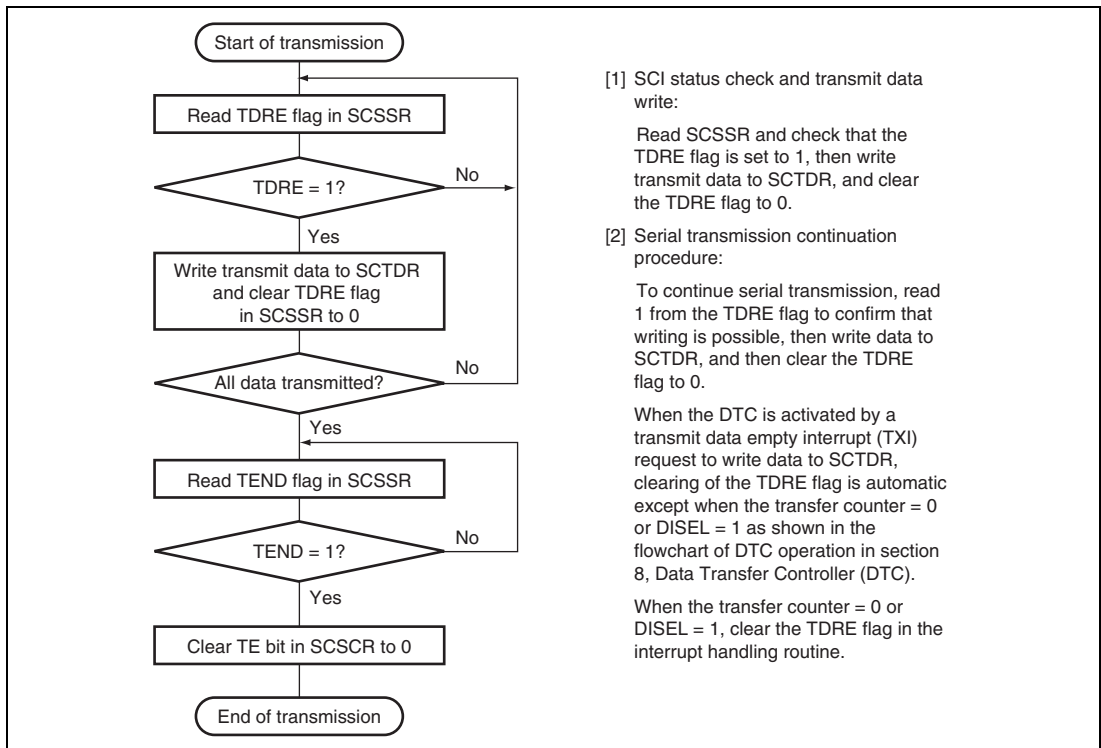 Start of transmission
Read TDRE flag in SCSSR
TDRE = 1?
No
Yes
Write transmit data to SCTDR
and clear TDRE flag
in SCSSR to 0
All data transmitted?
No
Yes
Read TEND flag in SCSSR
TEND = 1?
No
Yes
Clear TE bit in SCSCR to 0
End of transmission
[1] SCI status check and transmit data
write:
Read SCSSR and check that the
TDRE flag is set to 1, then write
transmit data to SCTDR, and clear
the TDRE flag to 0.
[2] Serial transmission continuation
procedure:
To continue serial transmission, read
1 from the TDRE flag to confirm that
writing is possible, then write data to
SCTDR, and then clear the TDRE
flag to 0.
When the DTC is activated by a
transmit data empty interrupt (TXI)
request to write data to SCTDR,
clearing of the TDRE flag is automatic
except when the transfer counter = 0
or DISEL = 1 as shown in the
flowchart of DTC operation in section
8, Data Transfer Controller (DTC).
When the transfer counter = 0 or
DISEL = 1, clear the TDRE flag in the
interrupt handling routine.